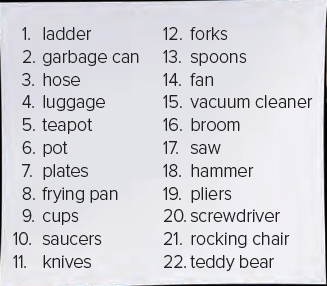 1. ladder
2. garbage can
3. hose
4. luggage
5. teapot
6. pot
7. plates
8. frying pan
9. cups
10. saucers
11. knives
12. forks
13. spoons
14. fan
15. vacuum cleaner
16. broom
17. saw
18. hammer
19. pliers
20. screwdriver
21. rocking chair
22. teddy bear